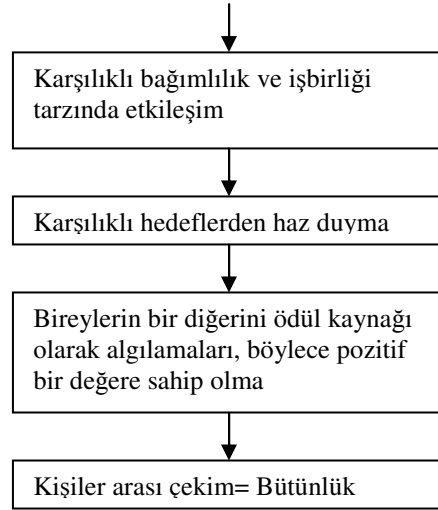 Karşılıklı bağımlılık ve işbirliği
tarzında etkileşim
Karşılıklı hedeflerden haz duyma
Bireylerin bir diğerini ödül kaynağı
olarak algılamaları, böylece pozitif
bir değere sahip olma
Kişiler arası çekim= Bütünlük